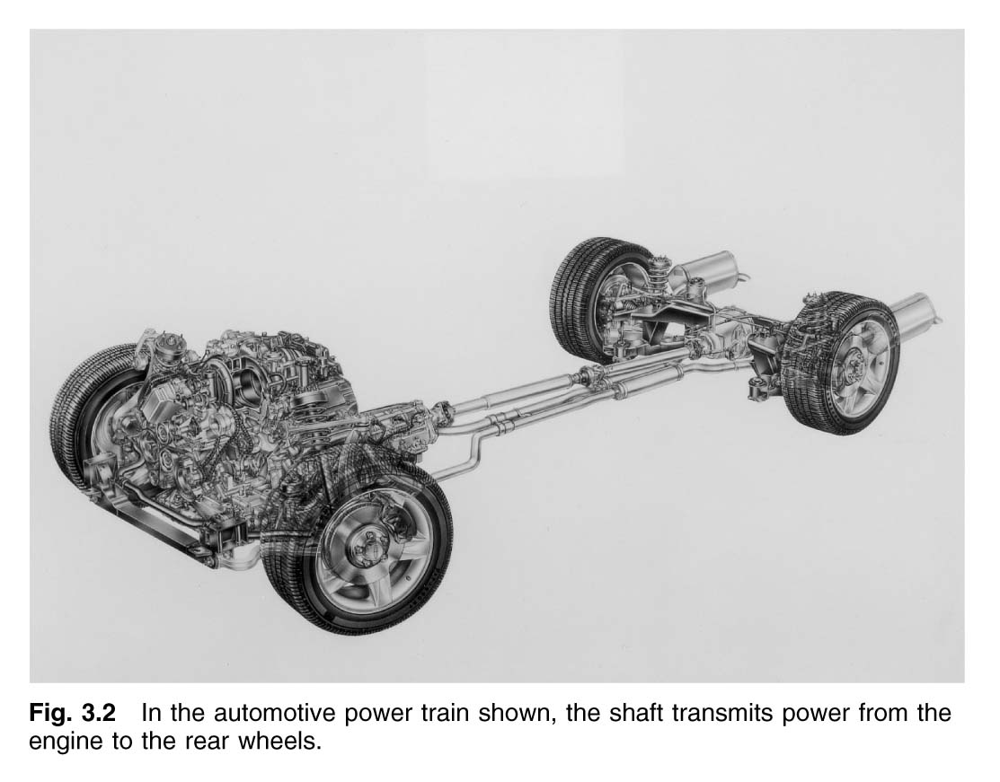 Fig. 3.2 In the automotive power train shown, the shaft transmits power from the
engine to the rear wheels.